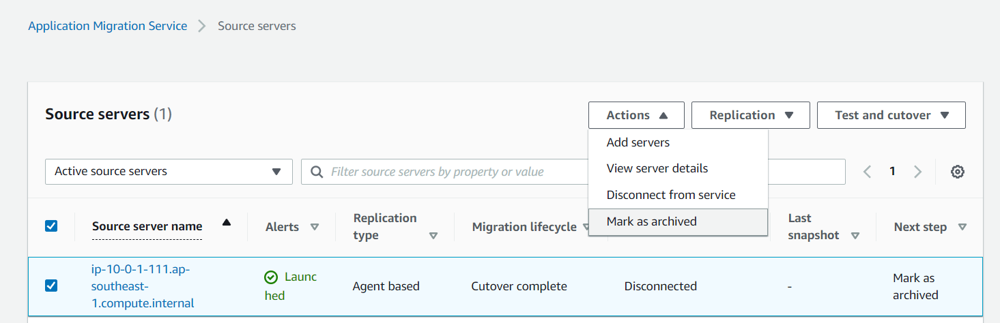 Application Migration Service > Source servers
Source servers (1)
Actions
Replication
Test and cutover
Add servers
View server details
Disconnect from service
Mark as archived
Active source servers
Filter source servers by property or value
1
Source server name
Alerts
Replication
type
Migration lifecycle
Last
snapshot
Next step
ip-10-0-1-111.ap-
southeast-
1.compute.internal
Launc
hed
Agent based
Cutover complete
Disconnected
-
Mark as
archived